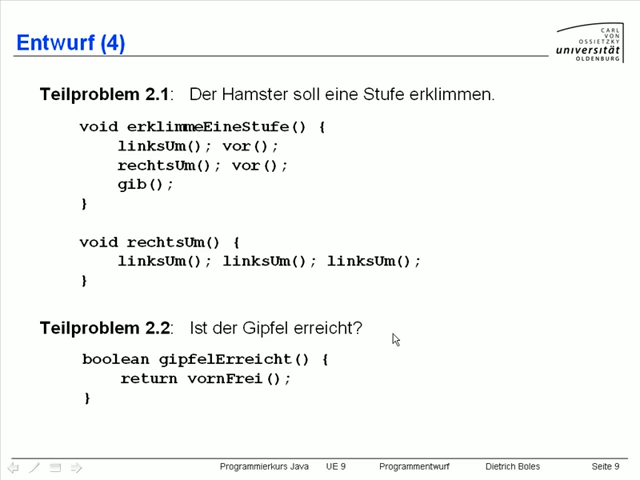 Entwurf (4)
CARL
VON
OSSIETZKY
universität
OLDENBURG
Teilproblem 2.1: Der Hamster soll eine Stufe erklimmen.
void erklimmeEineStufe() {
linksUm(); vor();
rechtsUm(); vor();
gib();
}
void rechtsUm() {
linksUm(); linksUm(); linksUm();
}
Teilproblem 2.2: Ist der Gipfel erreicht?
boolean gipfelErreicht() {
return vornFrei();
}
Programmierkurs Java UE 9 Programmentwurf Dietrich Boles Seite 9